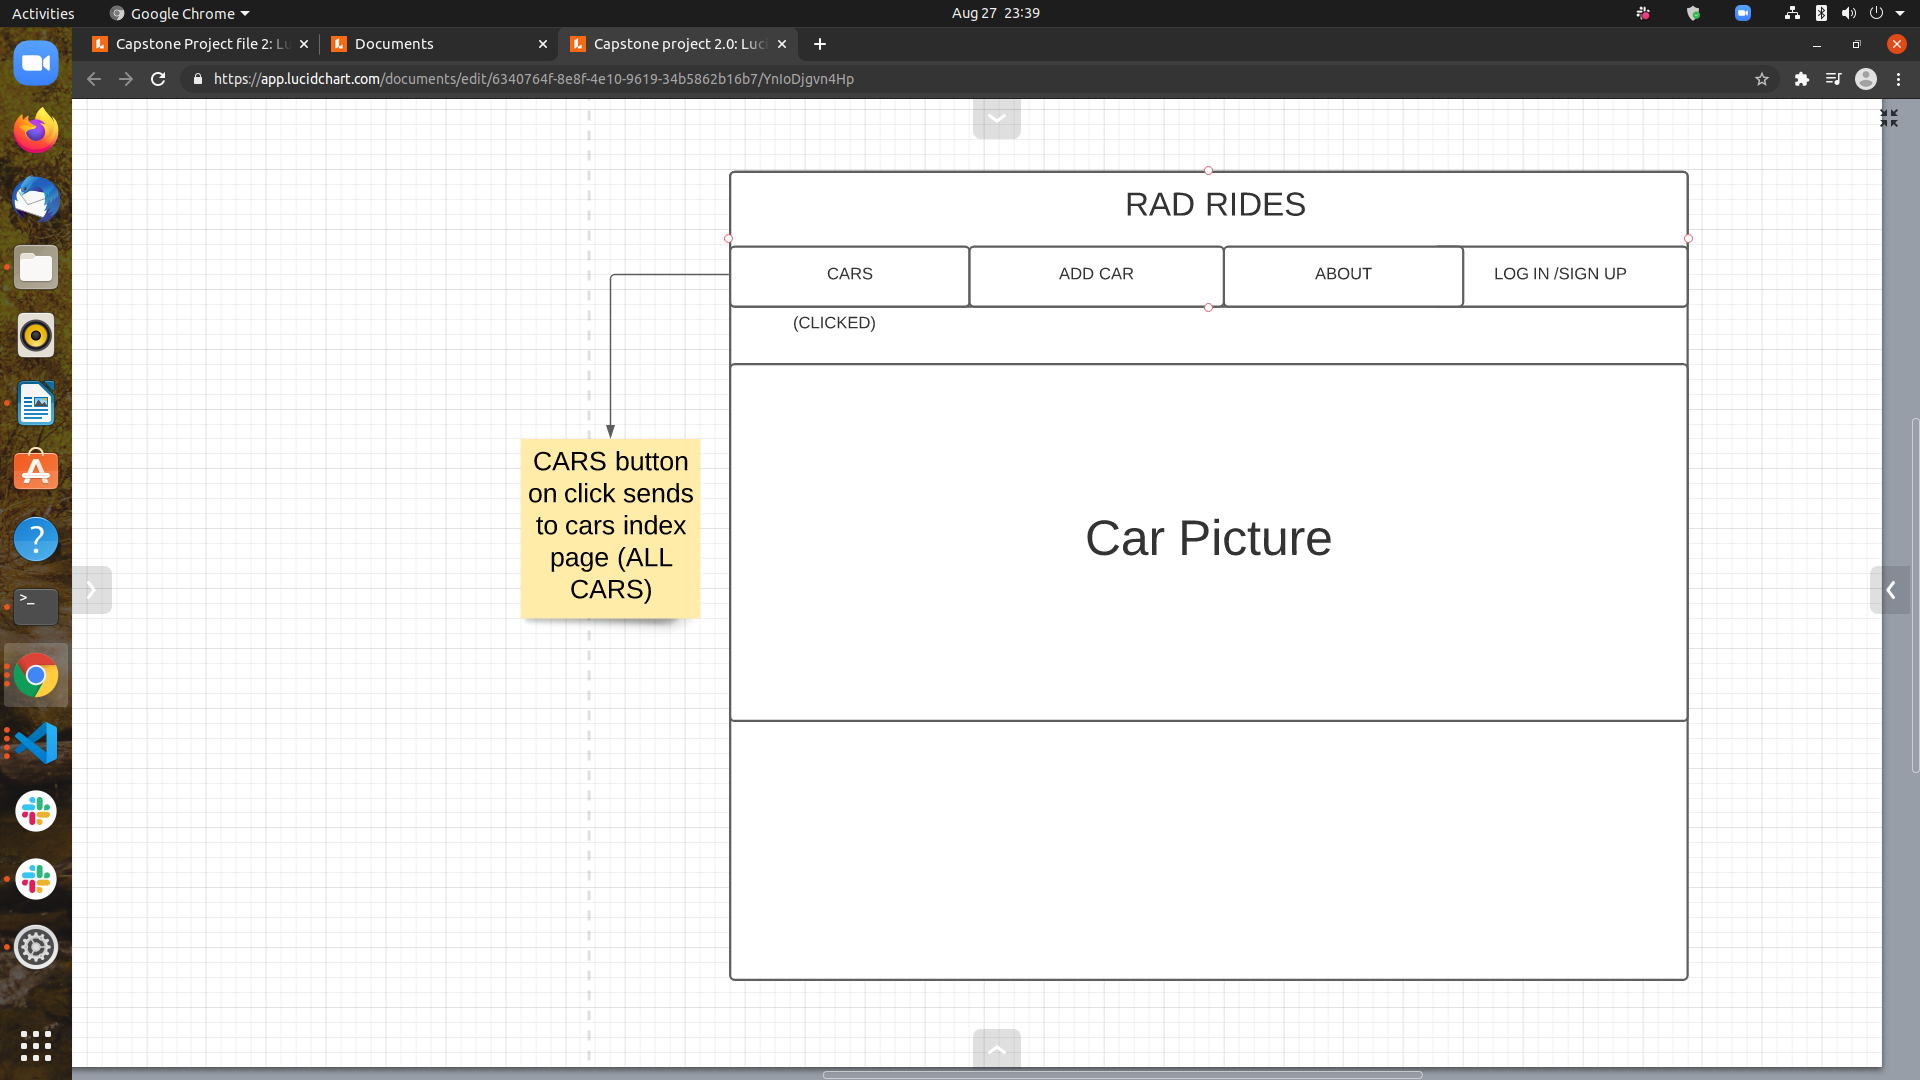 Activities
Google Chrome
Aug 27 23:39
Capstone Project file 2: Lu
Documents
Capstone project 2.0: Luci
https://app.lucidchart.com/documents/edit/6340764f-8e8f-4e10-9619-34b5862b16b7/YnIoDjgvn4Hp
RAD RIDES
CARS
ADD CAR
ABOUT
LOG IN /SIGN UP
(CLICKED)
CARS button
on click sends
to cars index
page (ALL
CARS)
Car Picture